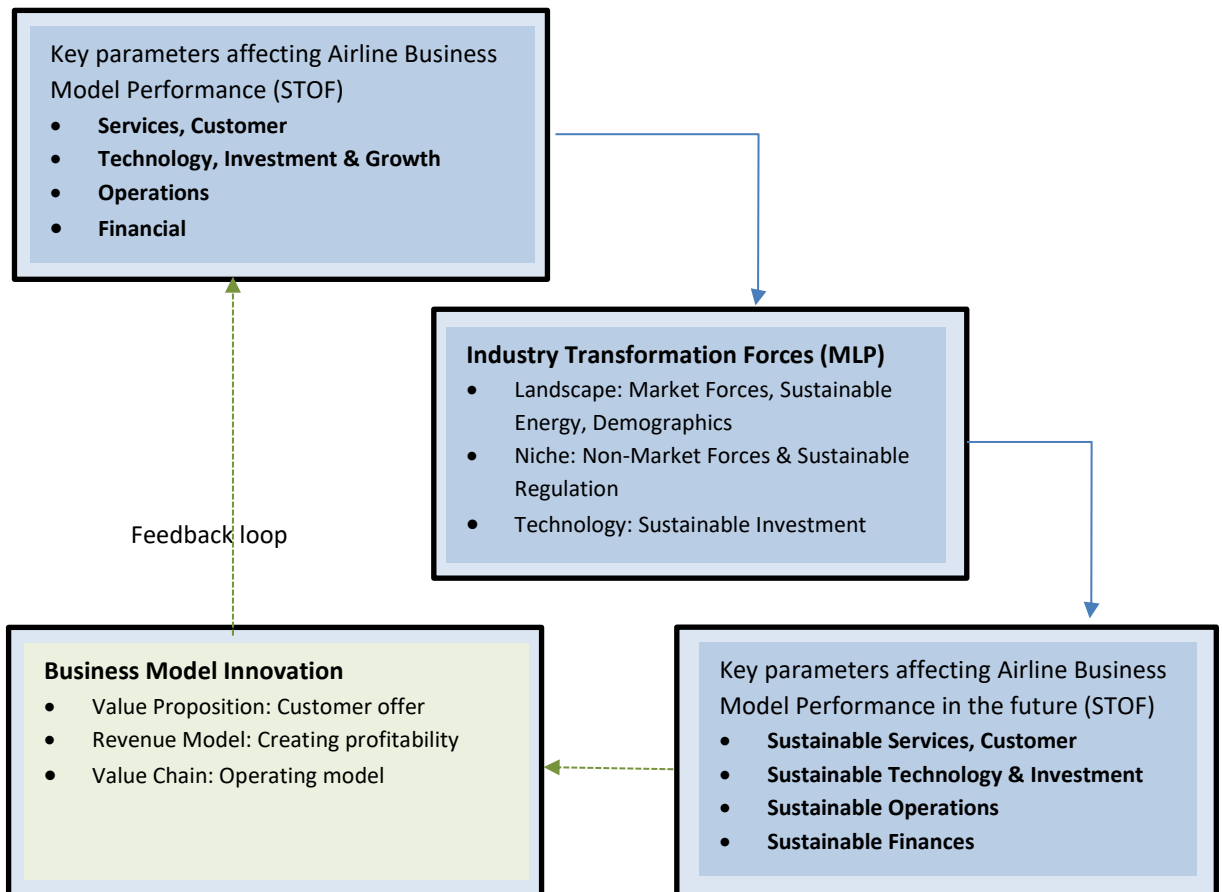 Key parameters affecting Airline Business
Model Performance (STOF)
• Services, Customer
• Technology, Investment & Growth
• Operations
• Financial
Industry Transformation Forces (MLP)
• Landscape: Market Forces, Sustainable
Energy, Demographics
• Niche: Non-Market Forces & Sustainable
Regulation
• Technology: Sustainable Investment
Feedback loop
Business Model Innovation
• Value Proposition: Customer offer
• Revenue Model: Creating profitability
• Value Chain: Operating model
Key parameters affecting Airline Business
Model Performance in the future (STOF)
• Sustainable Services, Customer
• Sustainable Technology & Investment
• Sustainable Operations
• Sustainable Finances